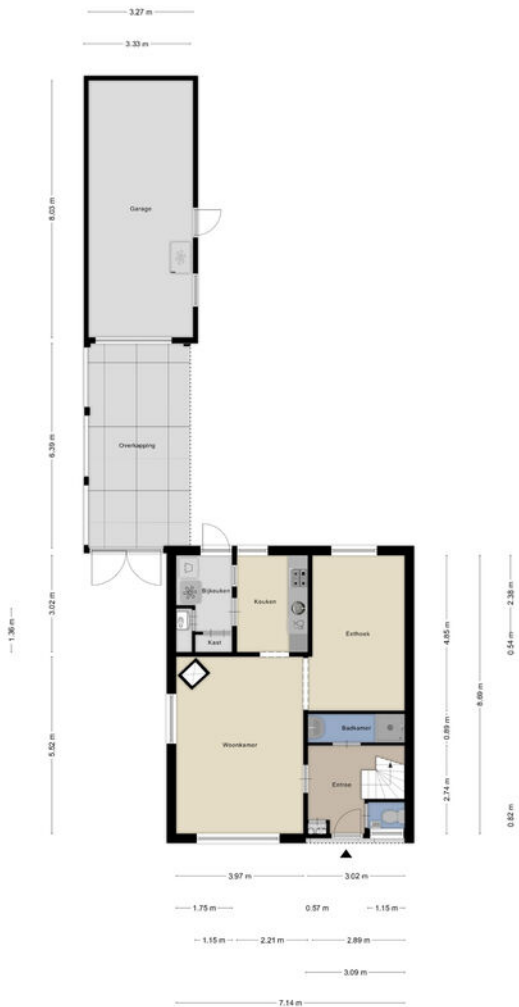 3.27 m
3.33 m
8.03 m
Garage
6.39 m
Overkapping
3.02 m
1.36 m
Bijkeuken
Keuken
Eethoek
Kast
4.85 m
2.38 m
0.54 m
8.69 m
5.52 m
Woonkamer
Badkamer
0.89 m
Entree
2.74 m
0.82 m
3.97 m
3.02 m
1.75 m
0.57 m
1.15 m
1.15 m
2.21 m
2.89 m
3.09 m
7.14 m